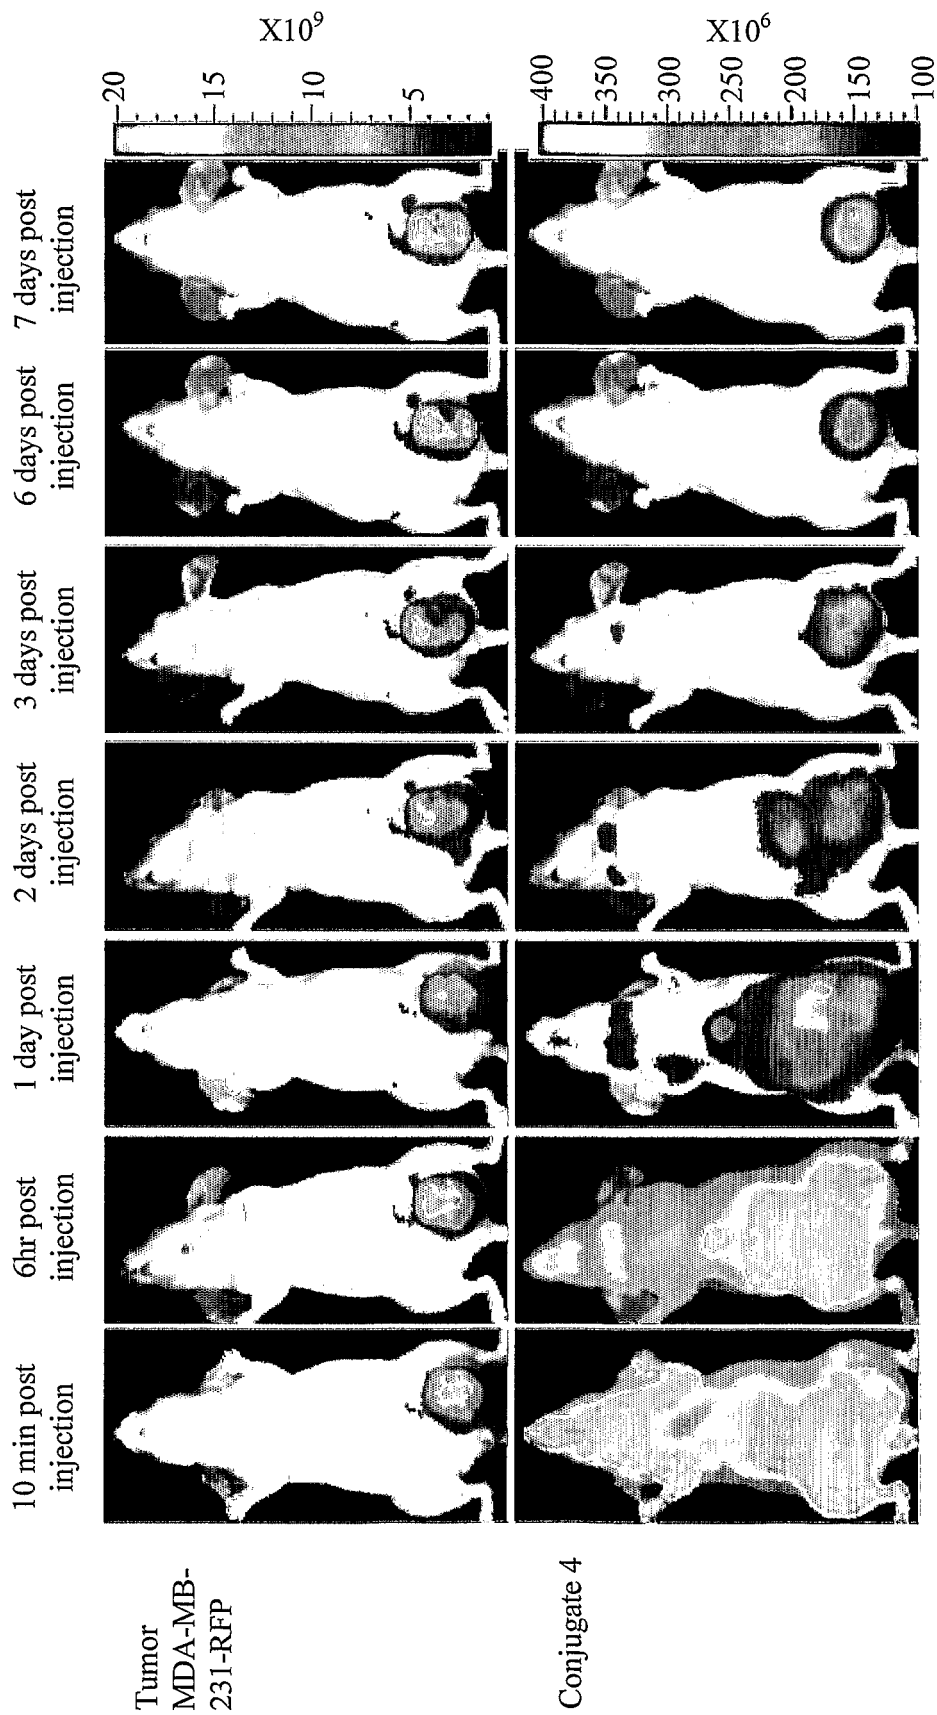 10 min post
injection
6hr post
injection
1 day post
injection
2 days post
injection
3 days post
injection
6 days post
injection
7 days post
injection
Tumor
MDA-MB-
231-RFP
20
15
10
5
X10⁹
Conjugate 4
400
350
300
250
200
150
100
X10⁶